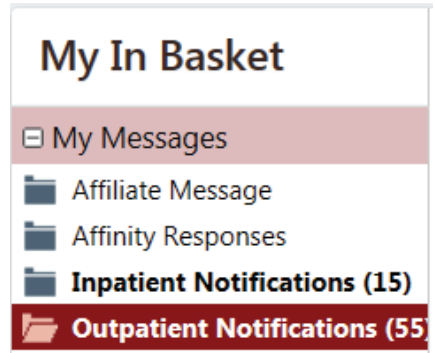 My In Basket
My Messages
Affiliate Message
Affinity Responses
Inpatient Notifications (15)
Outpatient Notifications (55)